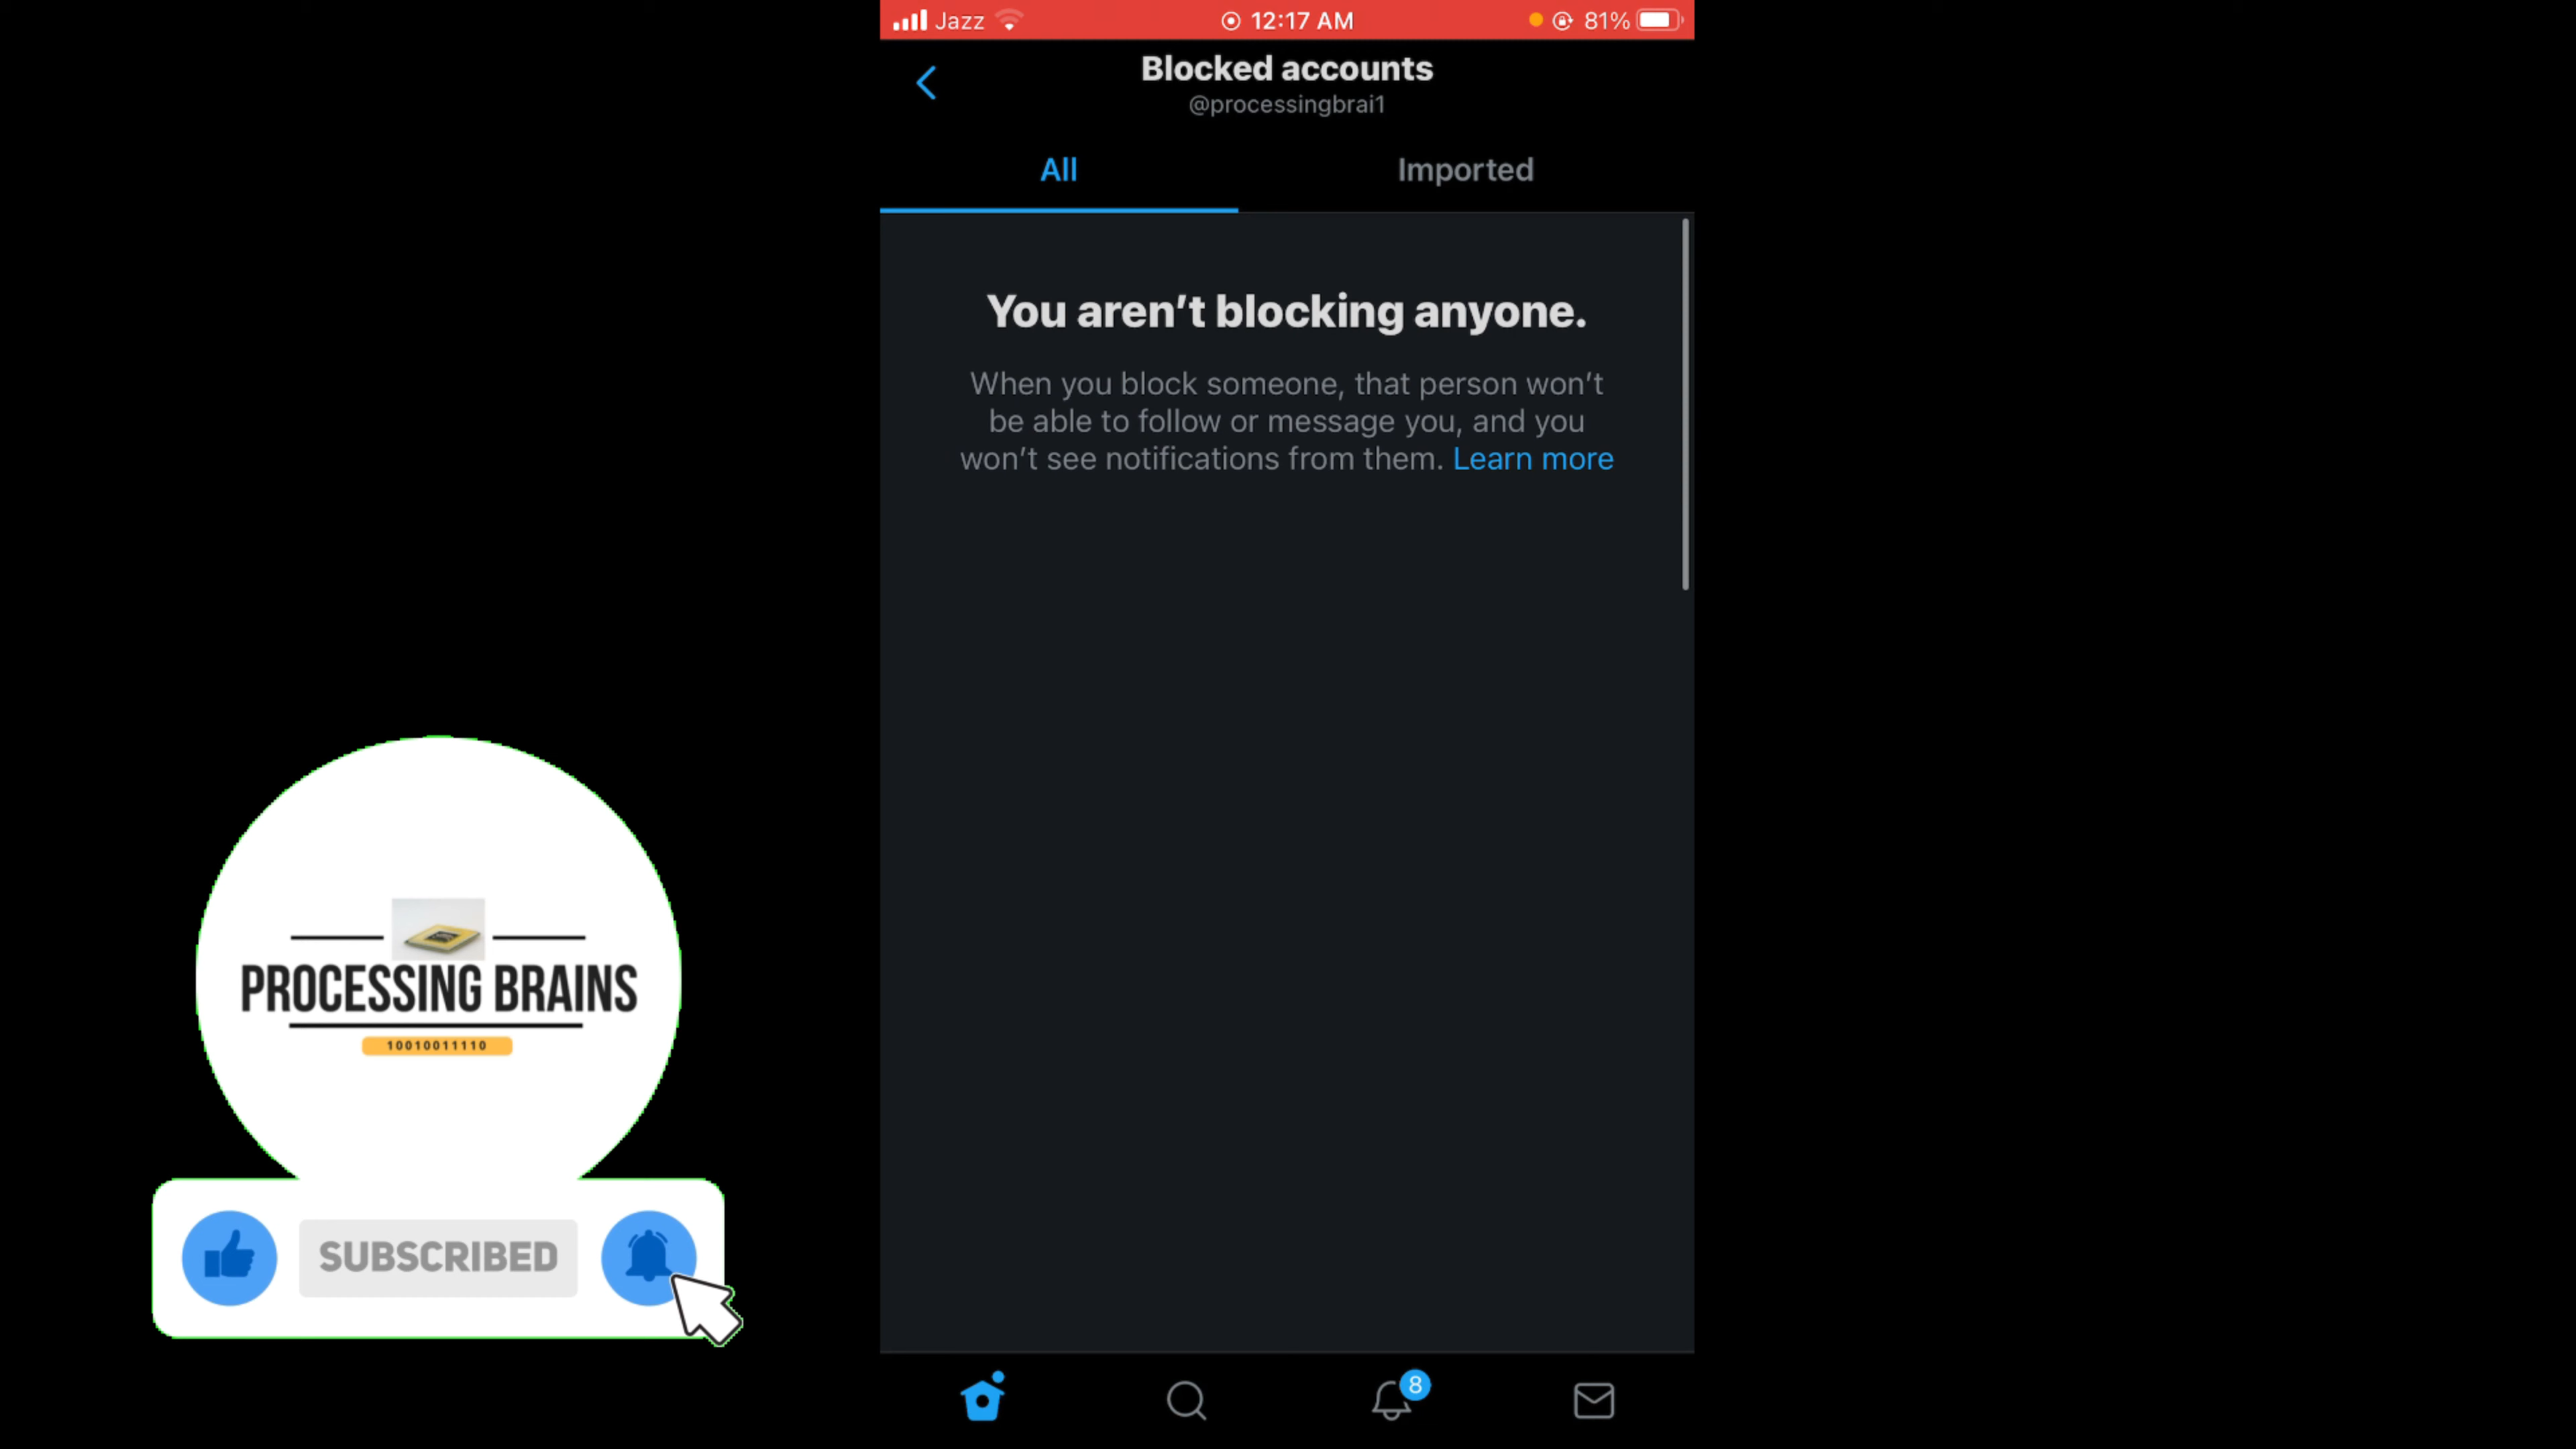 Jazz 12:17 AM 81%
Blocked accounts
@processingbrai1
All Imported
You aren’t blocking anyone.
When you block someone, that person won’t
be able to follow or message you, and you
won’t see notifications from them. Learn more
PROCESSING BRAINS
10010011110
SUBSCRIBED
8